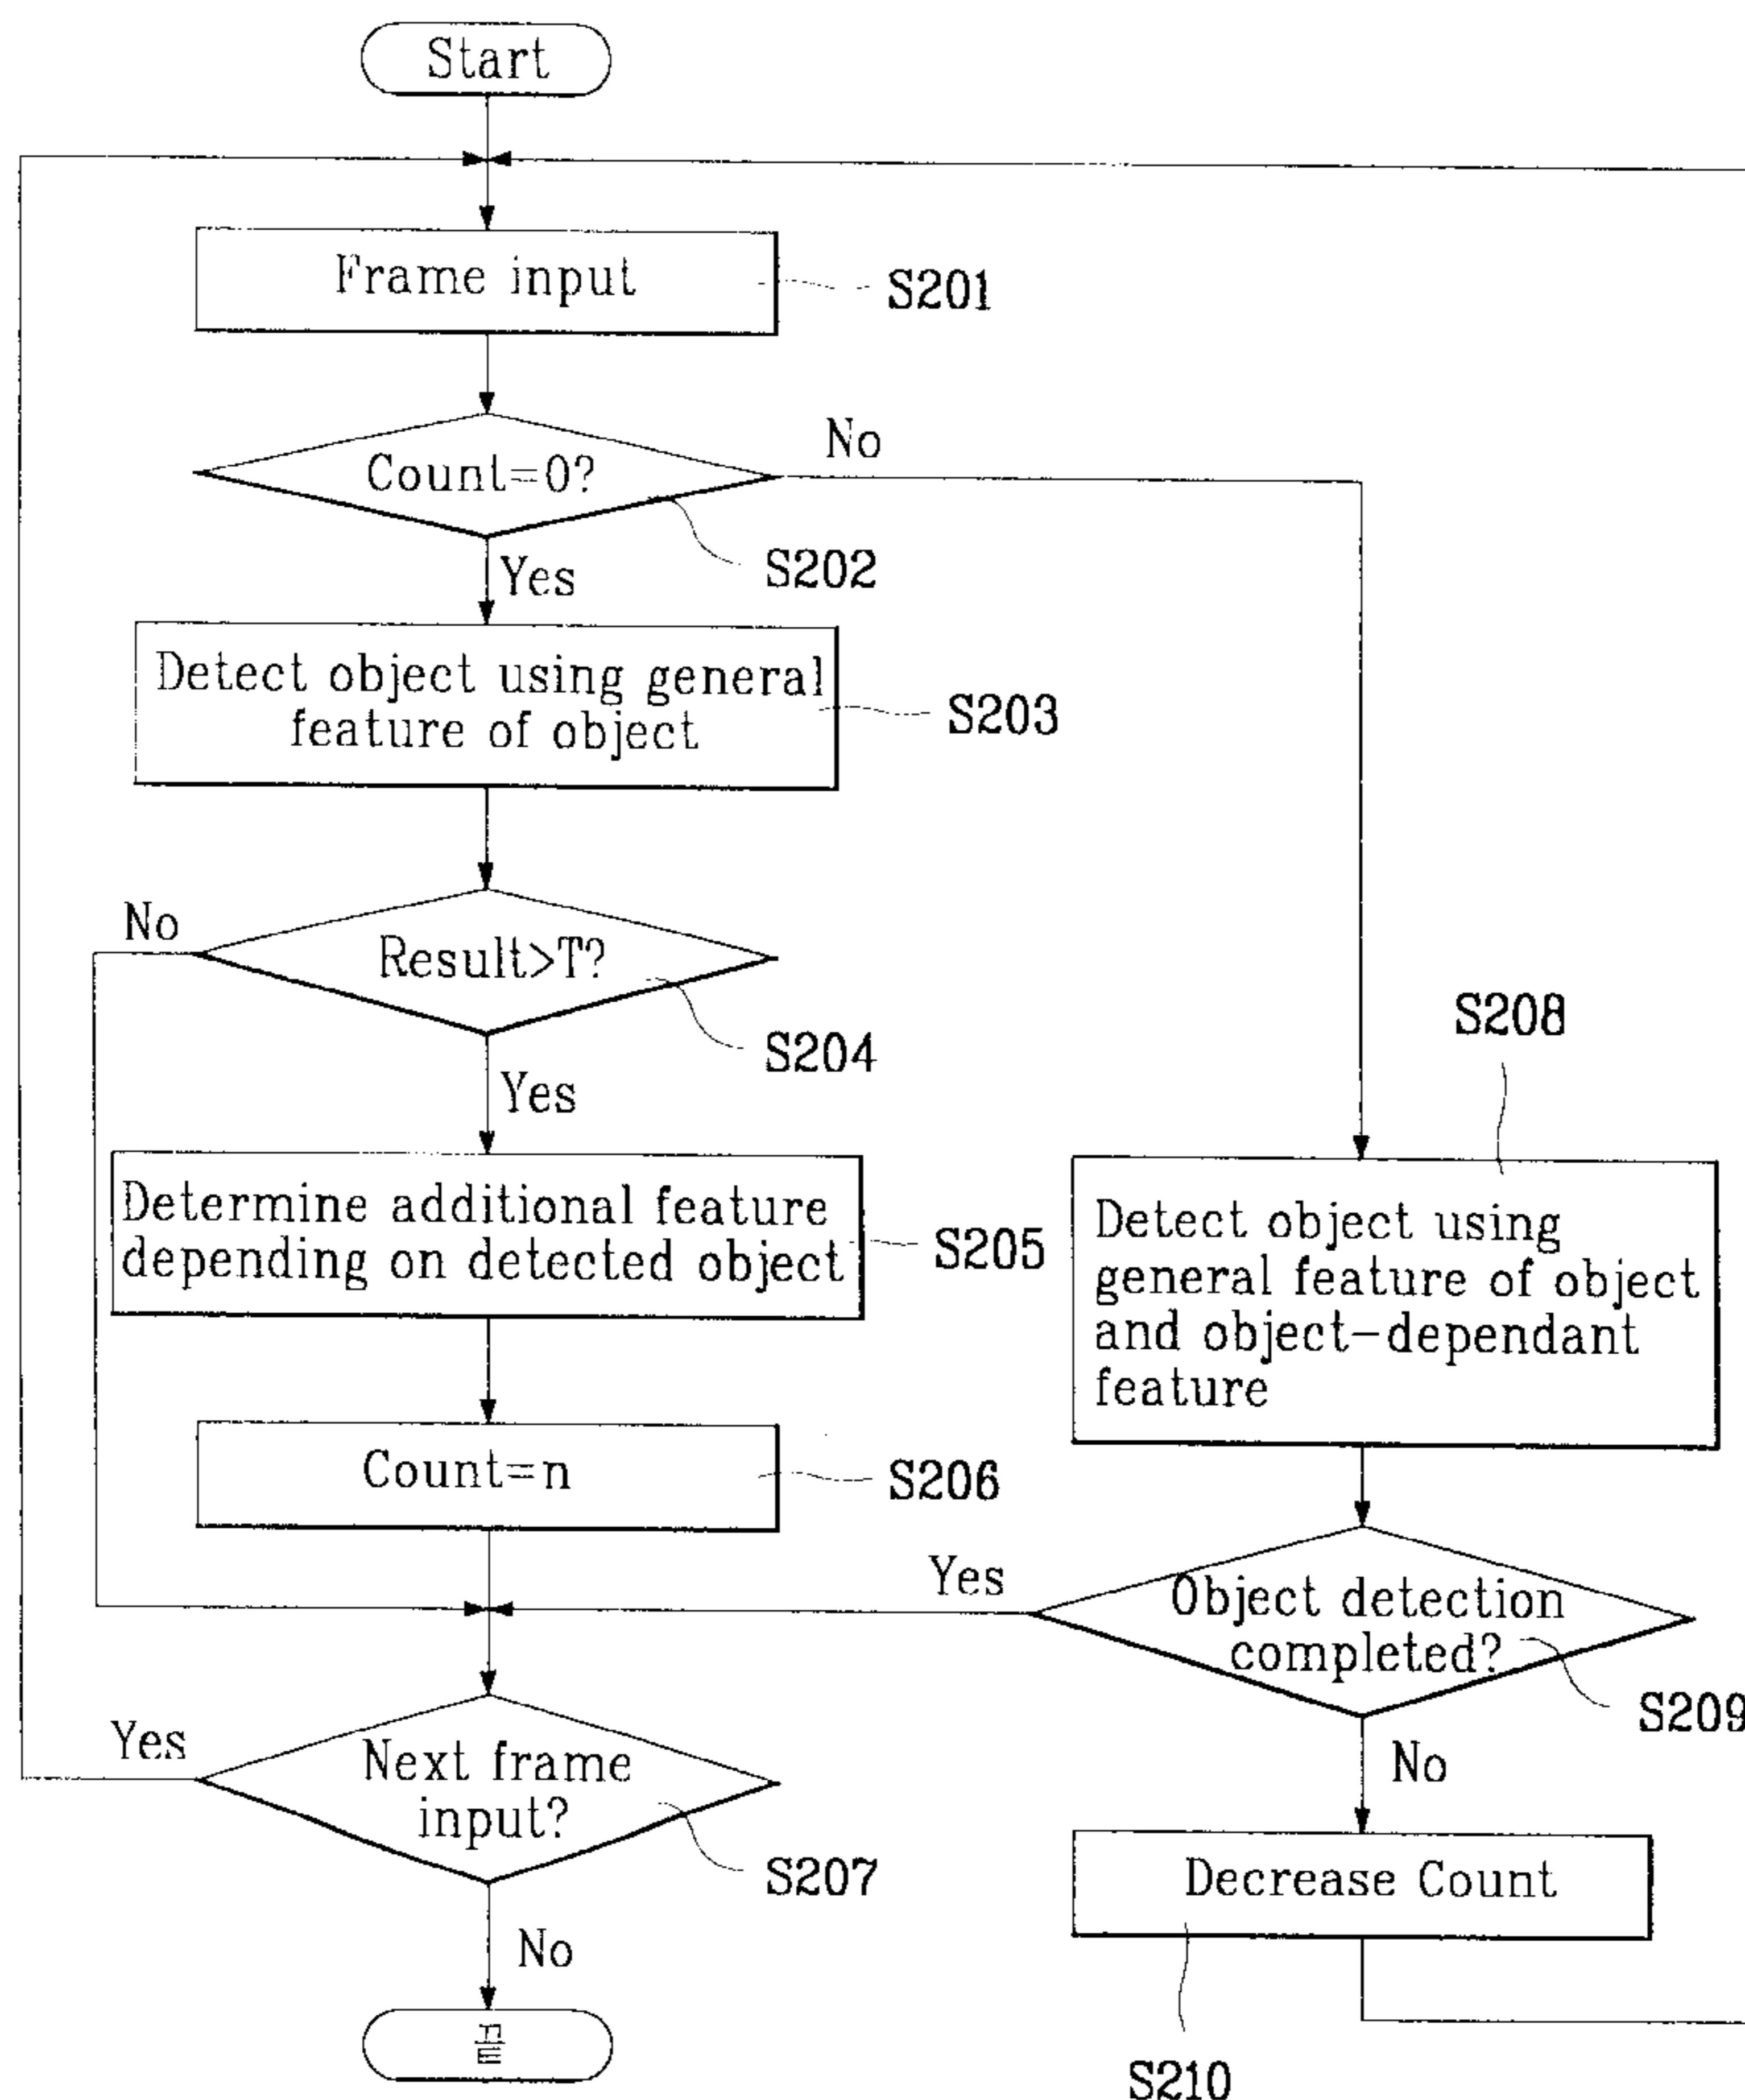 Start
Frame input
S201
Count=0?
No
S202
Yes
Detect object using general
feature of object
S203
No
Result>T?
S204
Yes
Determine additional feature
depending on detected object
S205
Count=n
S206
S208
Detect object using
general feature of object
and object-dependant
feature
Yes
Object detection
completed?
S209
No
Yes
Next frame
input?
S207
Decrease Count
S210
No
끝